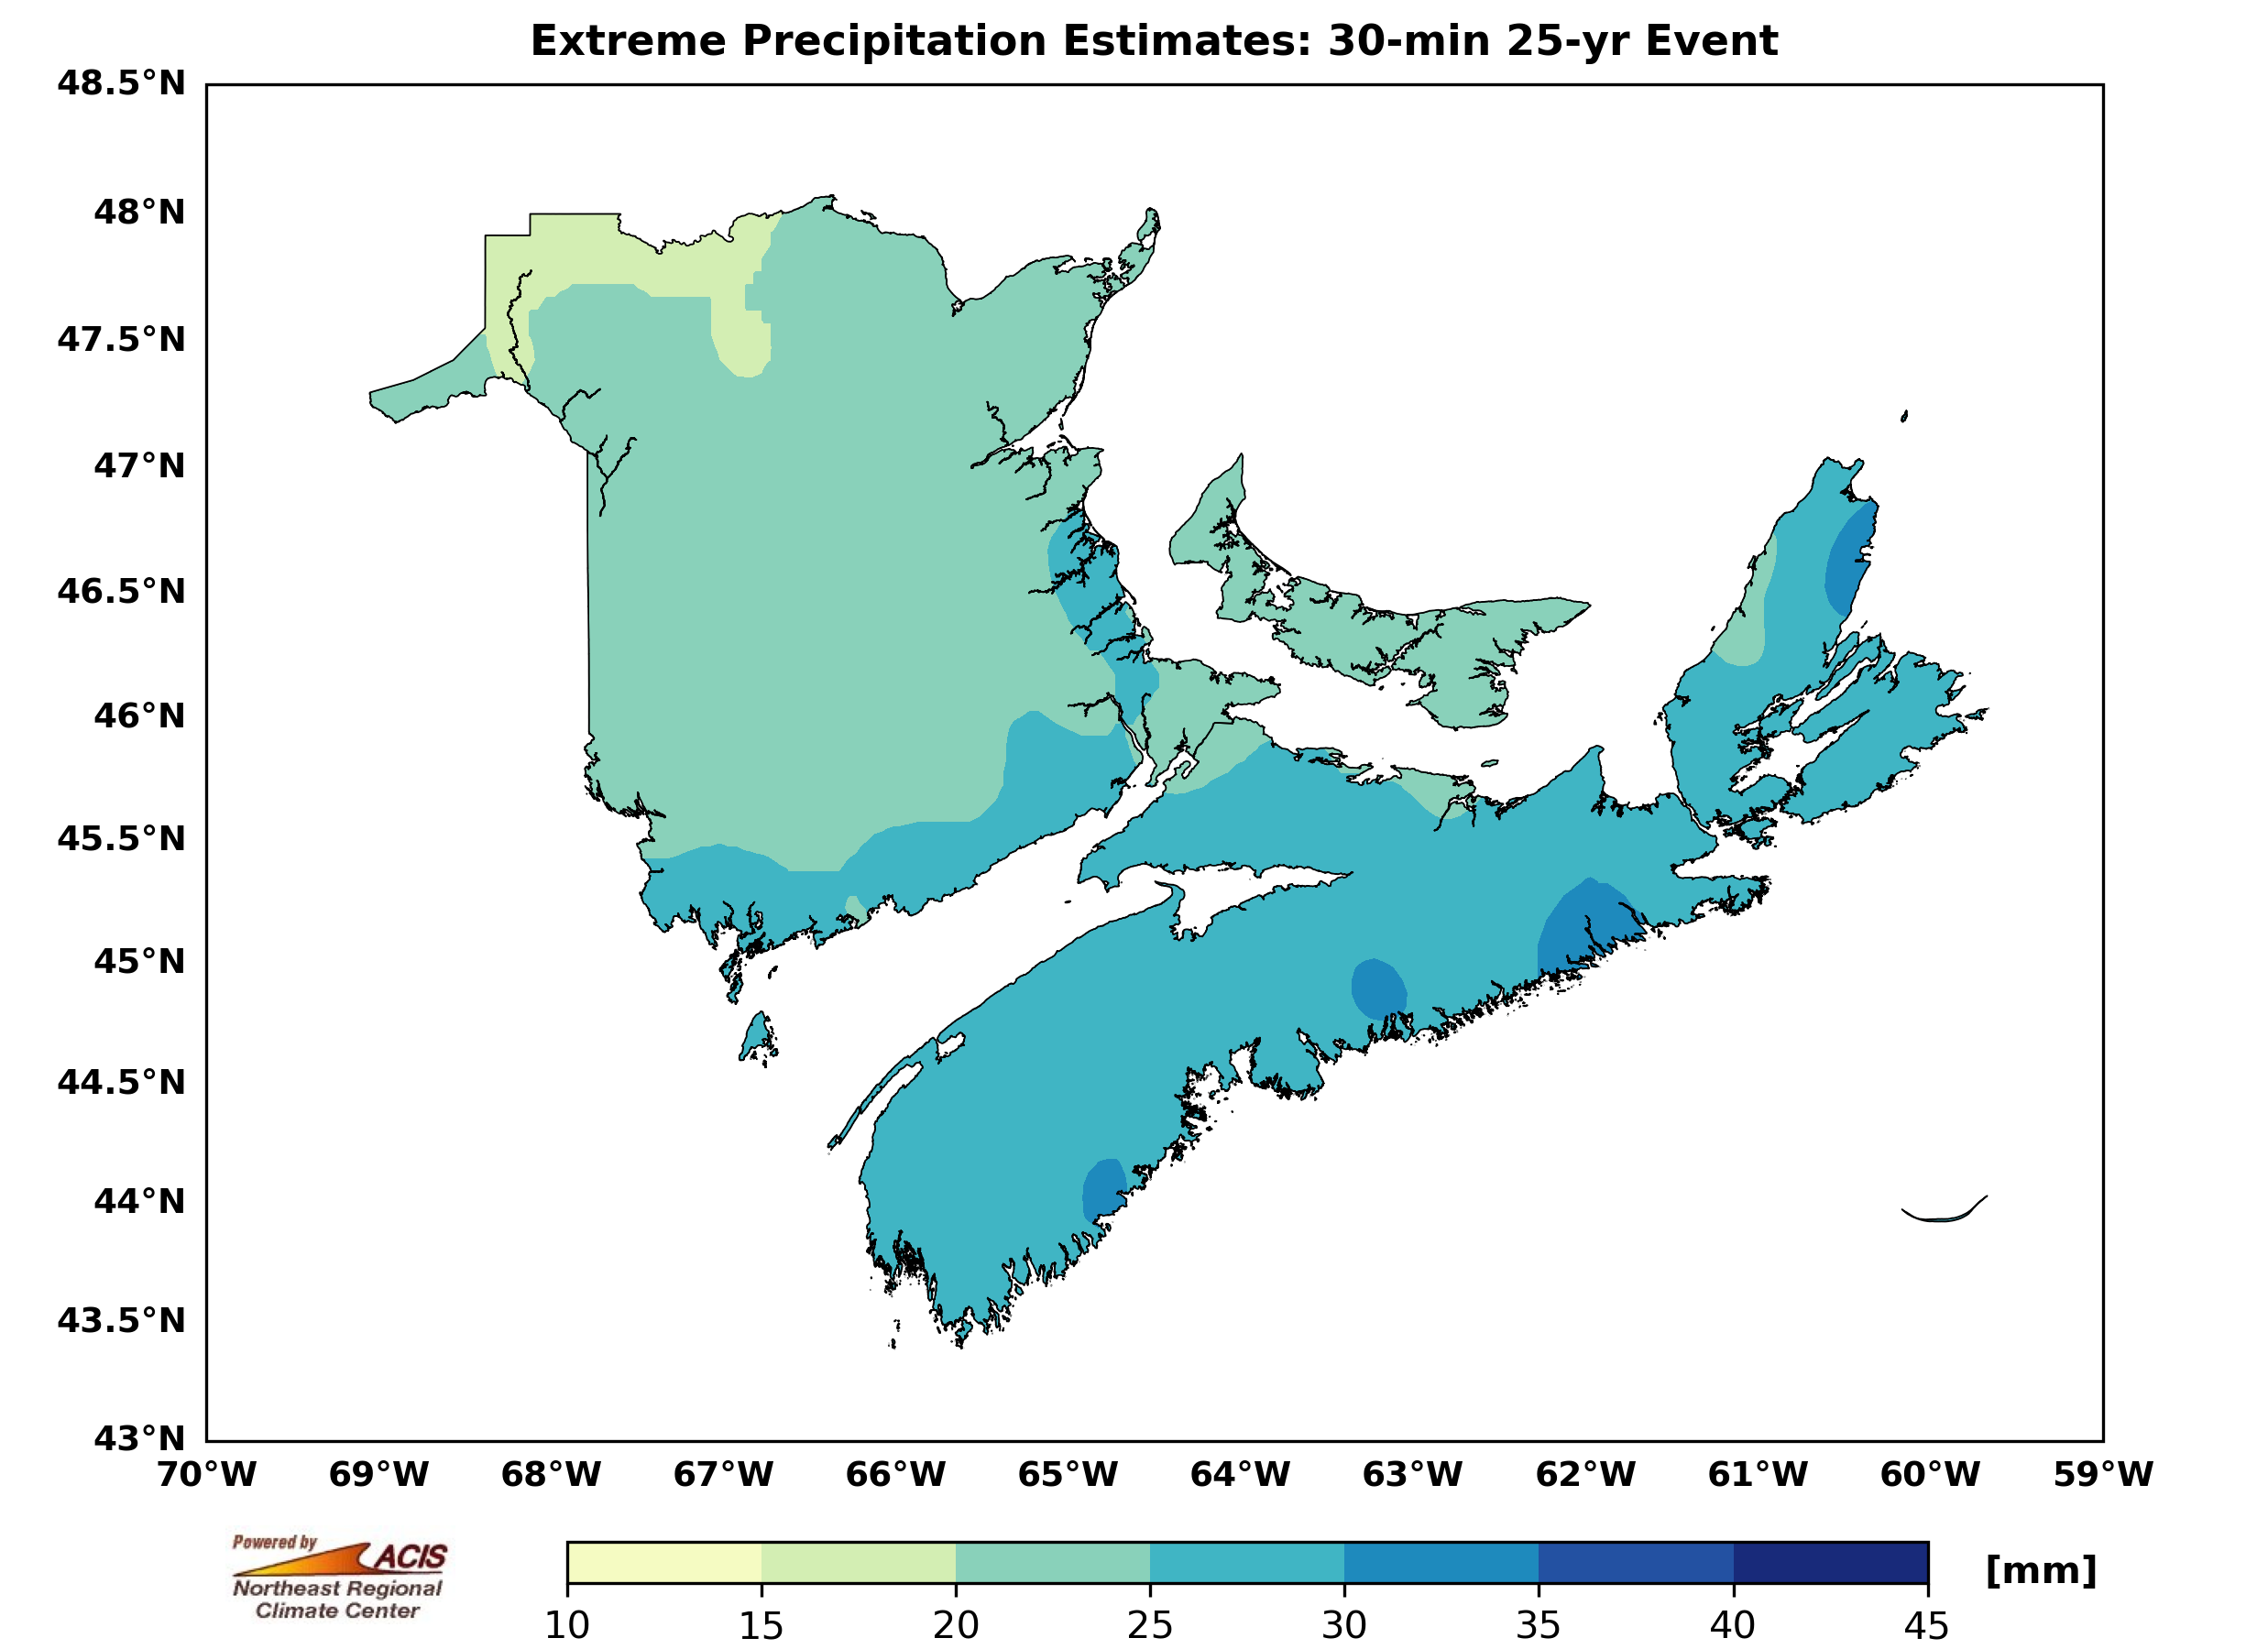 Extreme Precipitation Estimates: 30-min 25-yr Event
48.5°N
48°N
47.5°N
47°N
46.5°N
46°N
45.5°N
45°N
44.5°N
44°N
43.5°N
43°N
70°W 69°W 68°W 67°W 66°W 65°W 64°W 63°W 62°W 61°W 60°W 59°W
Powered by
ACIS
Northeast Regional
Climate Center
[mm]
10 15 20 25 30 35 40 45